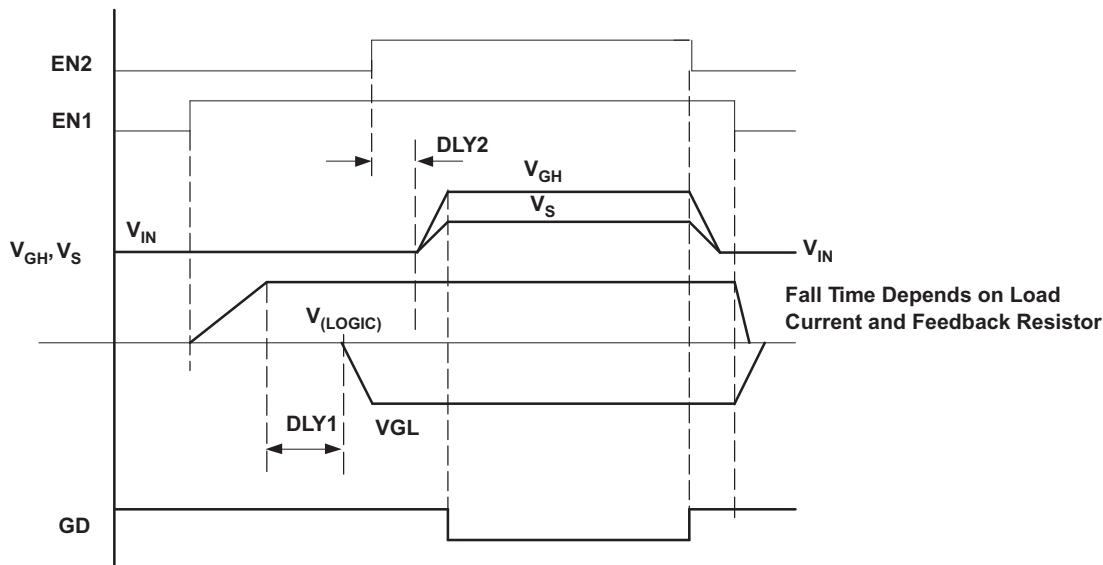 EN2
EN1
DLY2
V_GH
V_S
V_IN
V_GH, V_S
V_IN
Fall Time Depends on Load
Current and Feedback Resistor
V_(LOGIC)
DLY1
VGL
GD